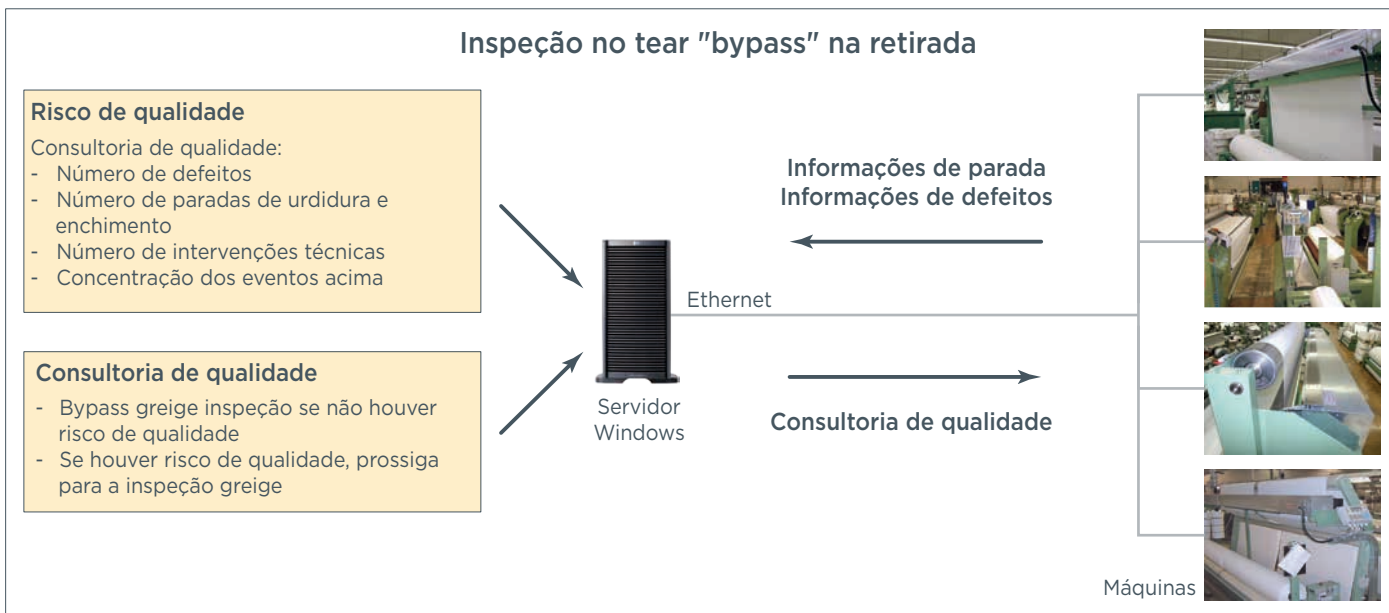 Inspeção no tear "bypass" na retirada
Risco de qualidade
Consultoria de qualidade:
- Número de defeitos
- Número de paradas de urdidura e
enchimento
- Número de intervenções técnicas
- Concentração dos eventos acima
Consultoria de qualidade
- Bypass greige inspeção se não houver
risco de qualidade
- Se houver risco de qualidade, prossiga
para a inspeção greige
Servidor
Windows
Ethernet
Informações de parada
Informações de defeitos
Consultoria de qualidade
Máquinas